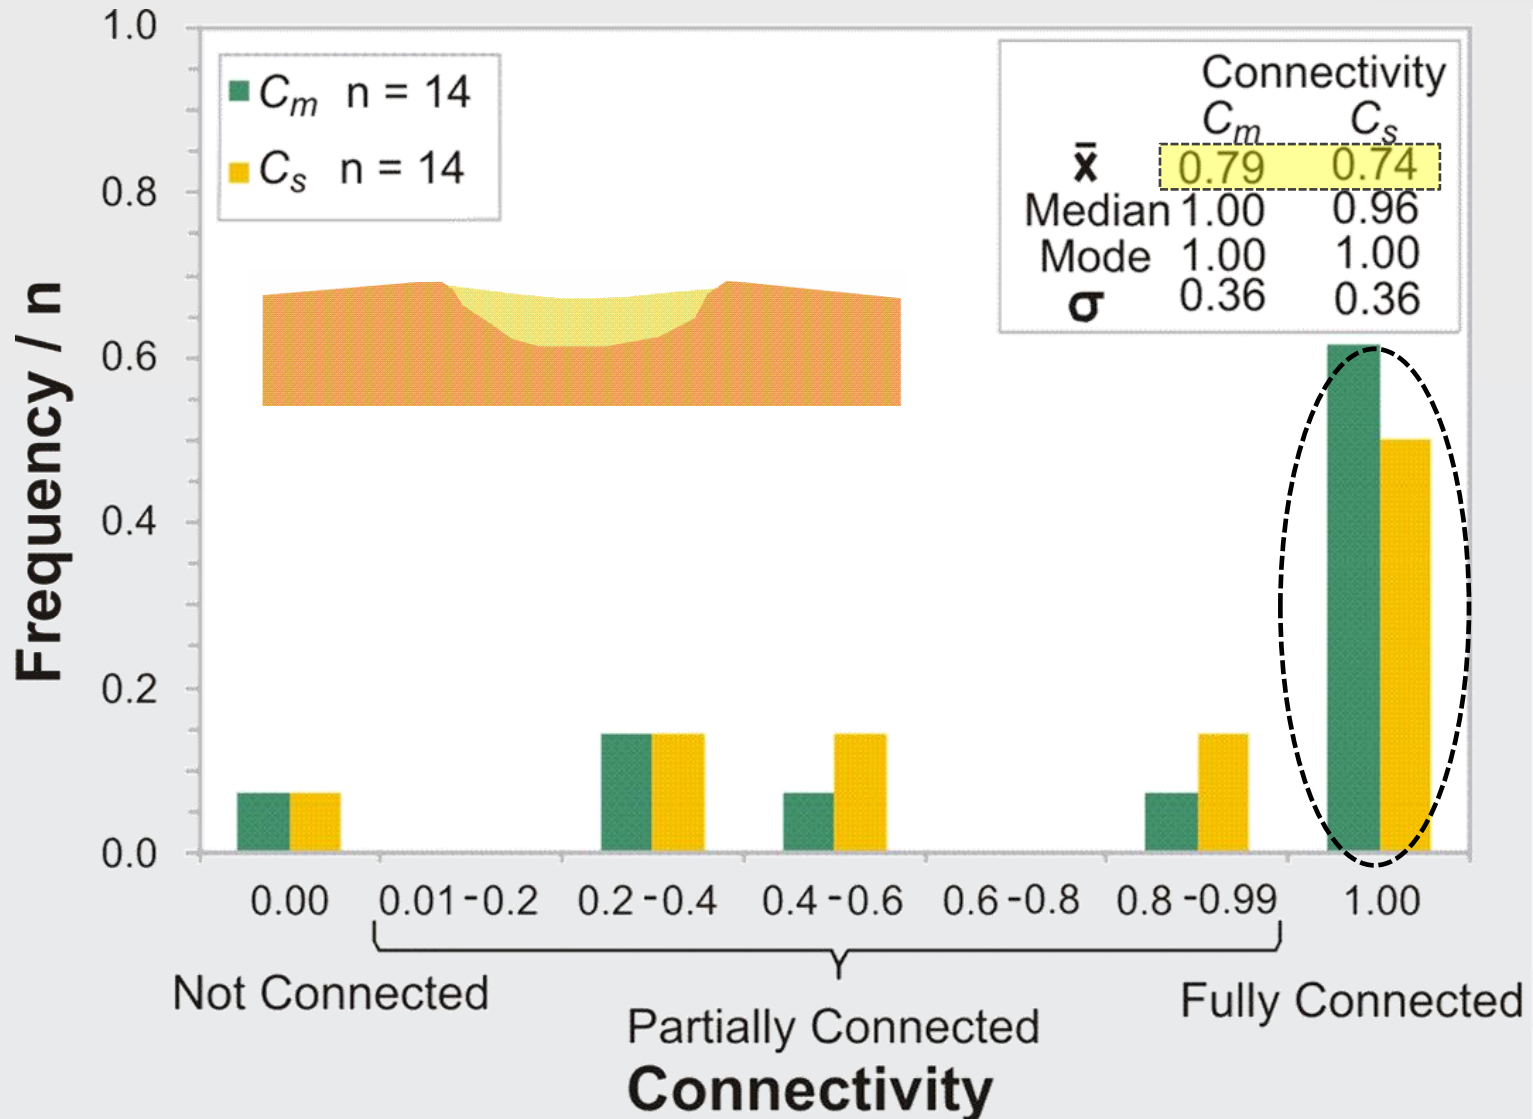 1.0
0.8
0.6
0.4
0.2
0.0
Frequency / n
Cm n = 14
Cs n = 14
Connectivity
Cm Cs
x̄ 0.79 0.74
Median 1.00 0.96
Mode 1.00 1.00
σ 0.36 0.36
0.00 0.01-0.2 0.2-0.4 0.4-0.6 0.6-0.8 0.8-0.99 1.00
Not Connected
Partially Connected
Fully Connected
Connectivity